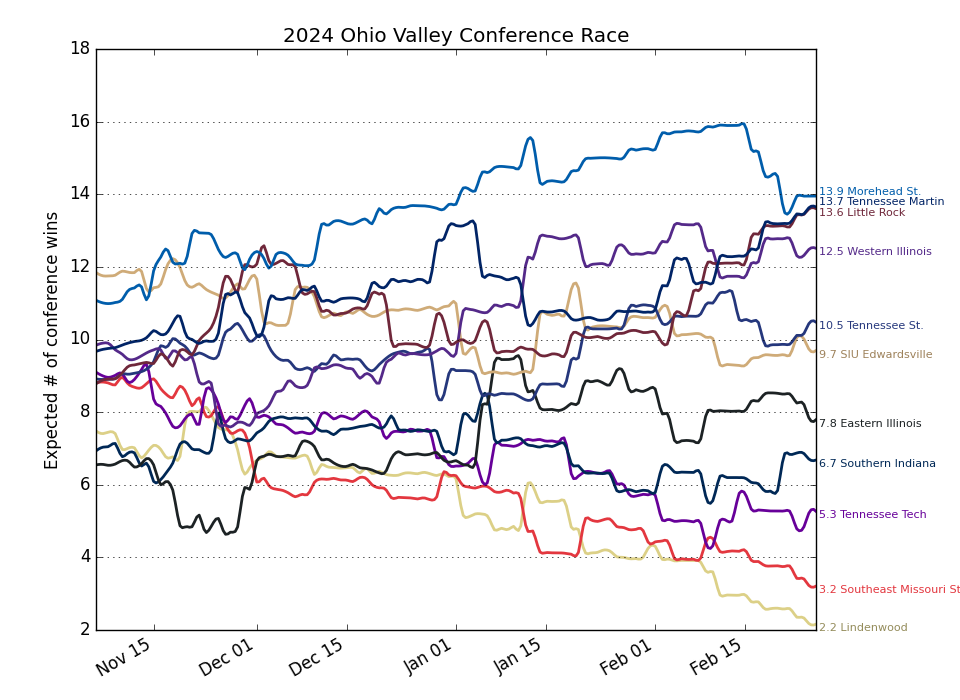 2024 Ohio Valley Conference Race
Expected # of conference wins
18
16
14
12
10
8
6
4
2
Nov 15
Dec 01
Dec 15
Jan 01
Jan 15
Feb 01
Feb 15
13.9 Morehead St.
13.7 Tennessee Martin
13.6 Little Rock
12.5 Western Illinois
10.5 Tennessee St.
9.7 SIU Edwardsville
7.8 Eastern Illinois
6.7 Southern Indiana
5.3 Tennessee Tech
3.2 Southeast Missouri St
2.2 Lindenwood